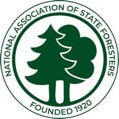 NATIONAL ASSOCIATION OF STATE FORESTERS
FOUNDED 1920